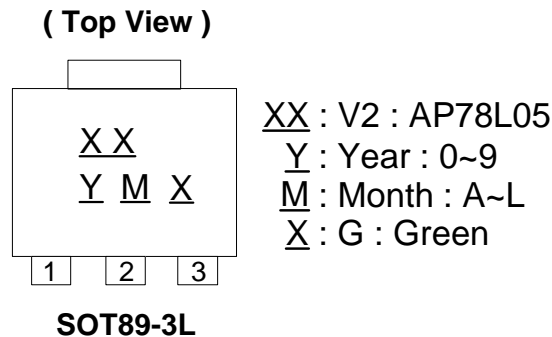 ( Top View )
X X
Y M X
1 2 3
SOT89-3L
XX : V2 : AP78L05
Y : Year : 0~9
M : Month : A~L
X : G : Green